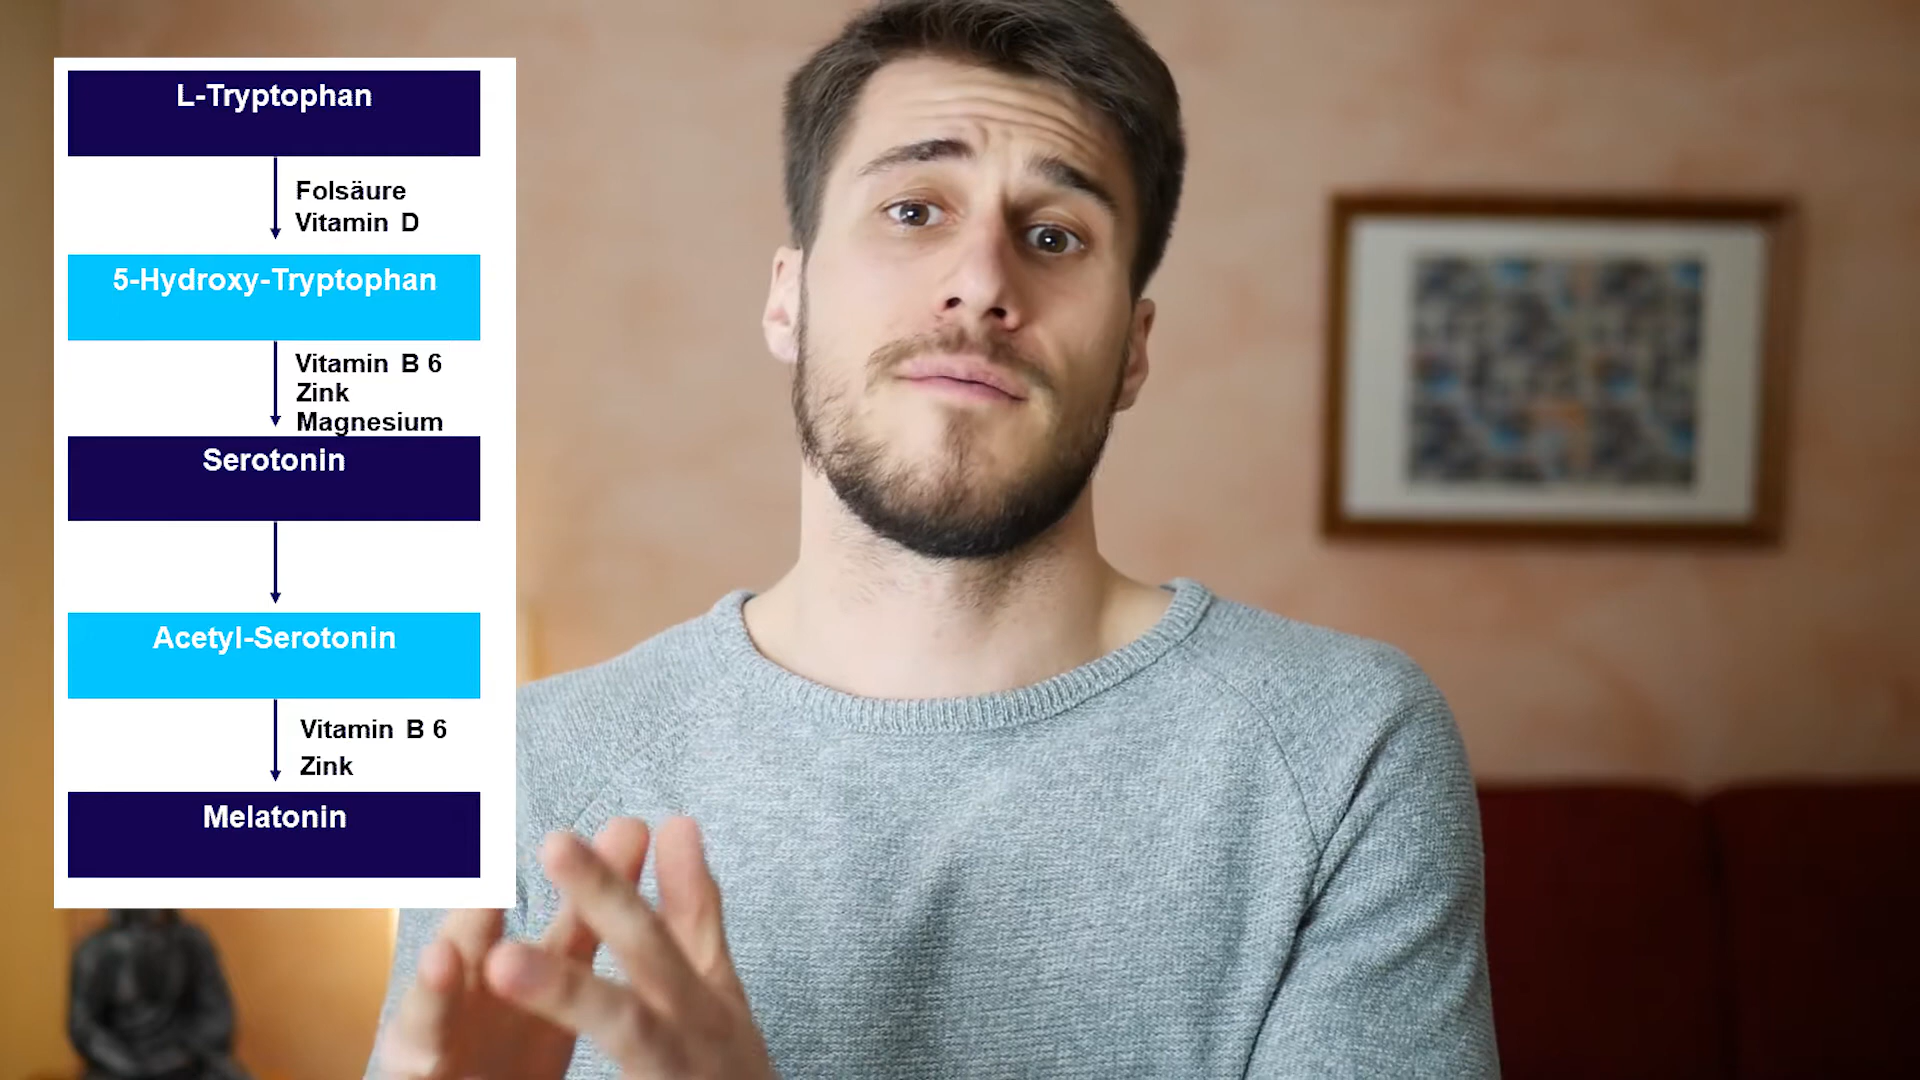 L-Tryptophan
Folsäure
Vitamin D
5-Hydroxy-Tryptophan
Vitamin B 6
Zink
Magnesium
Serotonin
Acetyl-Serotonin
Vitamin B 6
Zink
Melatonin